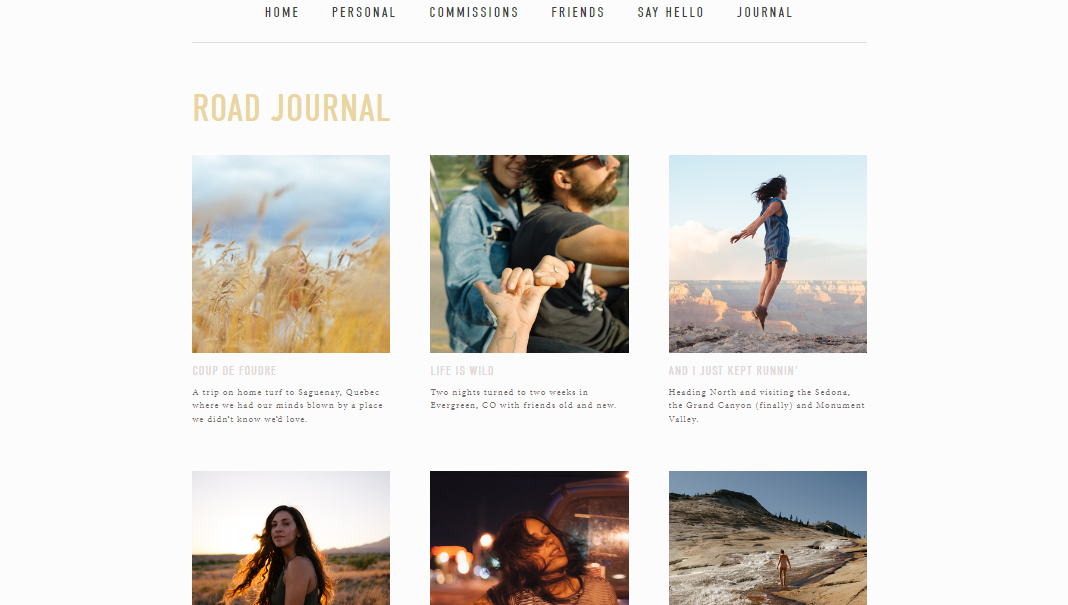 HOME PERSONAL COMMISSIONS FRIENDS SAY HELLO JOURNAL
ROAD JOURNAL
COUP DE FOUDRE
A trip on home turf to Saguenay, Quebec
where we had our minds blown by a place
we didn't know we'd love.
LIFE IS WILD
Two nights turned to two weeks in
Evergreen, CO with friends old and new.
AND I JUST KEPT RUNNIN'
Heading North and visiting the Sedona,
the Grand Canyon (finally) and Monument
Valley.